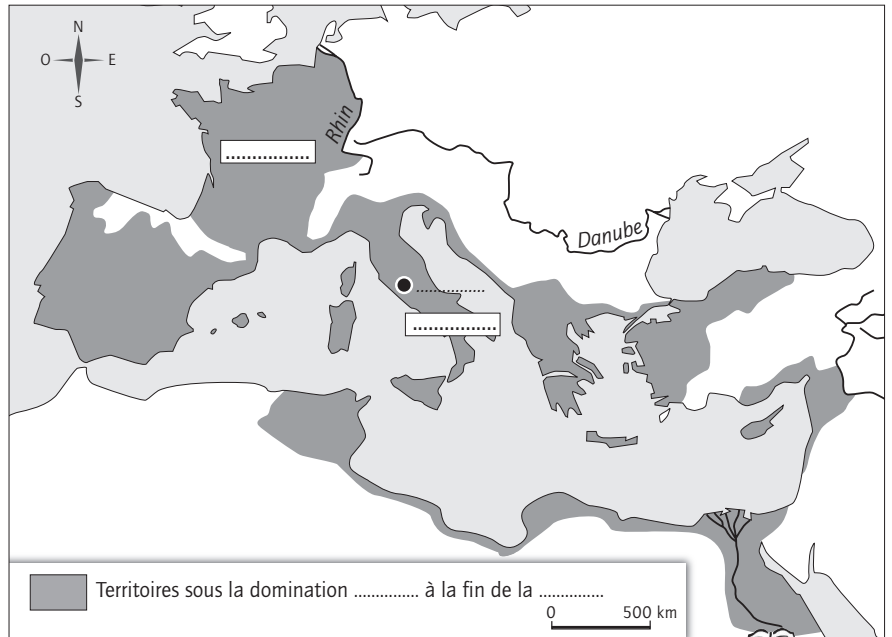 N
O E
S
Rhin
................
Danube
.............
................
Territoires sous la domination .............. à la fin de la ..............
0 500 km